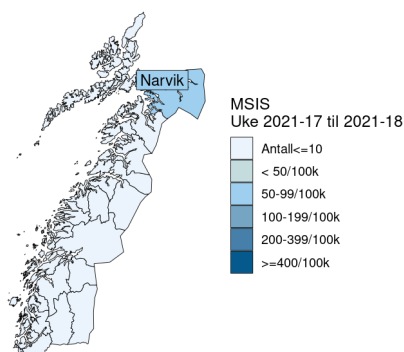 Narvik
MSIS
Uke 2021-17 til 2021-18
Antall<=10
< 50/100k
50-99/100k
100-199/100k
200-399/100k
>=400/100k